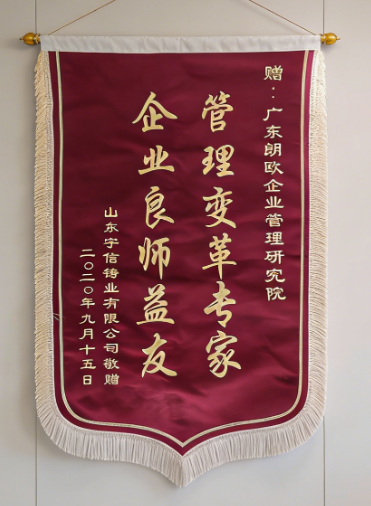 赠：广东朗欧企业管理研究院
管理变革专家
企业良师益友
山东宇信铸业有限公司敬赠
二二〇年九月十五日